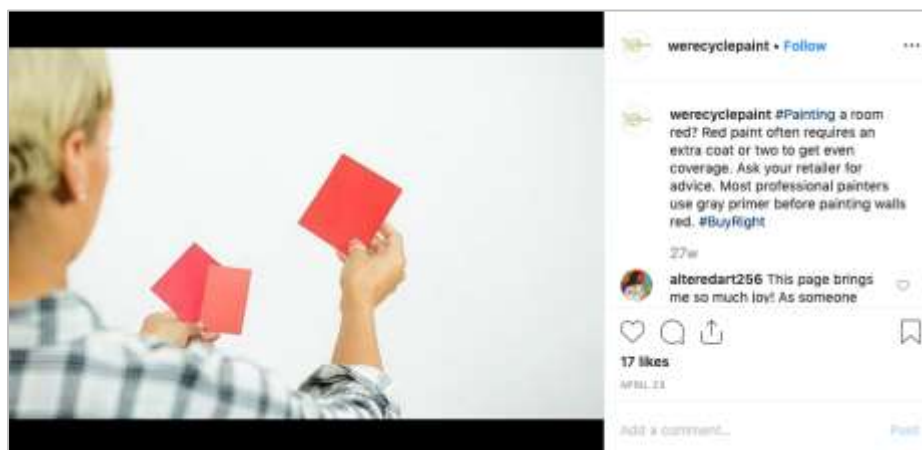 werecyclepaint • Follow
werecyclepaint #Painting a room
red? Red paint often requires an
extra coat or two to get even
coverage. Ask your retailer for
advice. Most professional painters
use gray primer before painting walls
red. #BuyRight
27w
alteredart256 This page brings
me so much joy! As someone
17 likes
APRIL 23
Add a comment...
Post